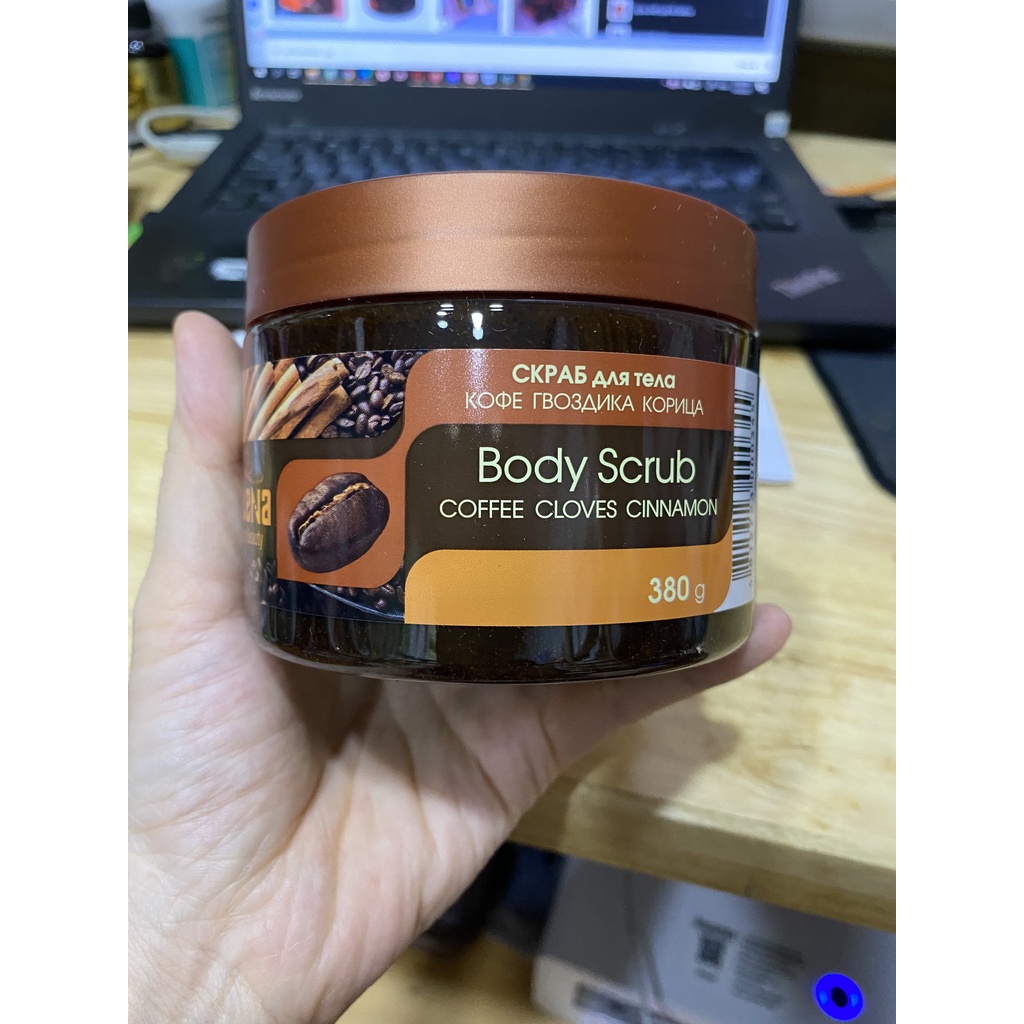 СКРАБ для тела
КОФЕ ГВОЗДИКА КОРИЦА
Body Scrub
COFFEE CLOVES CINNAMON
380 g